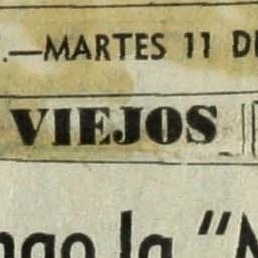 .—MARTES 11 DE
VIEJOS
ngo la "N